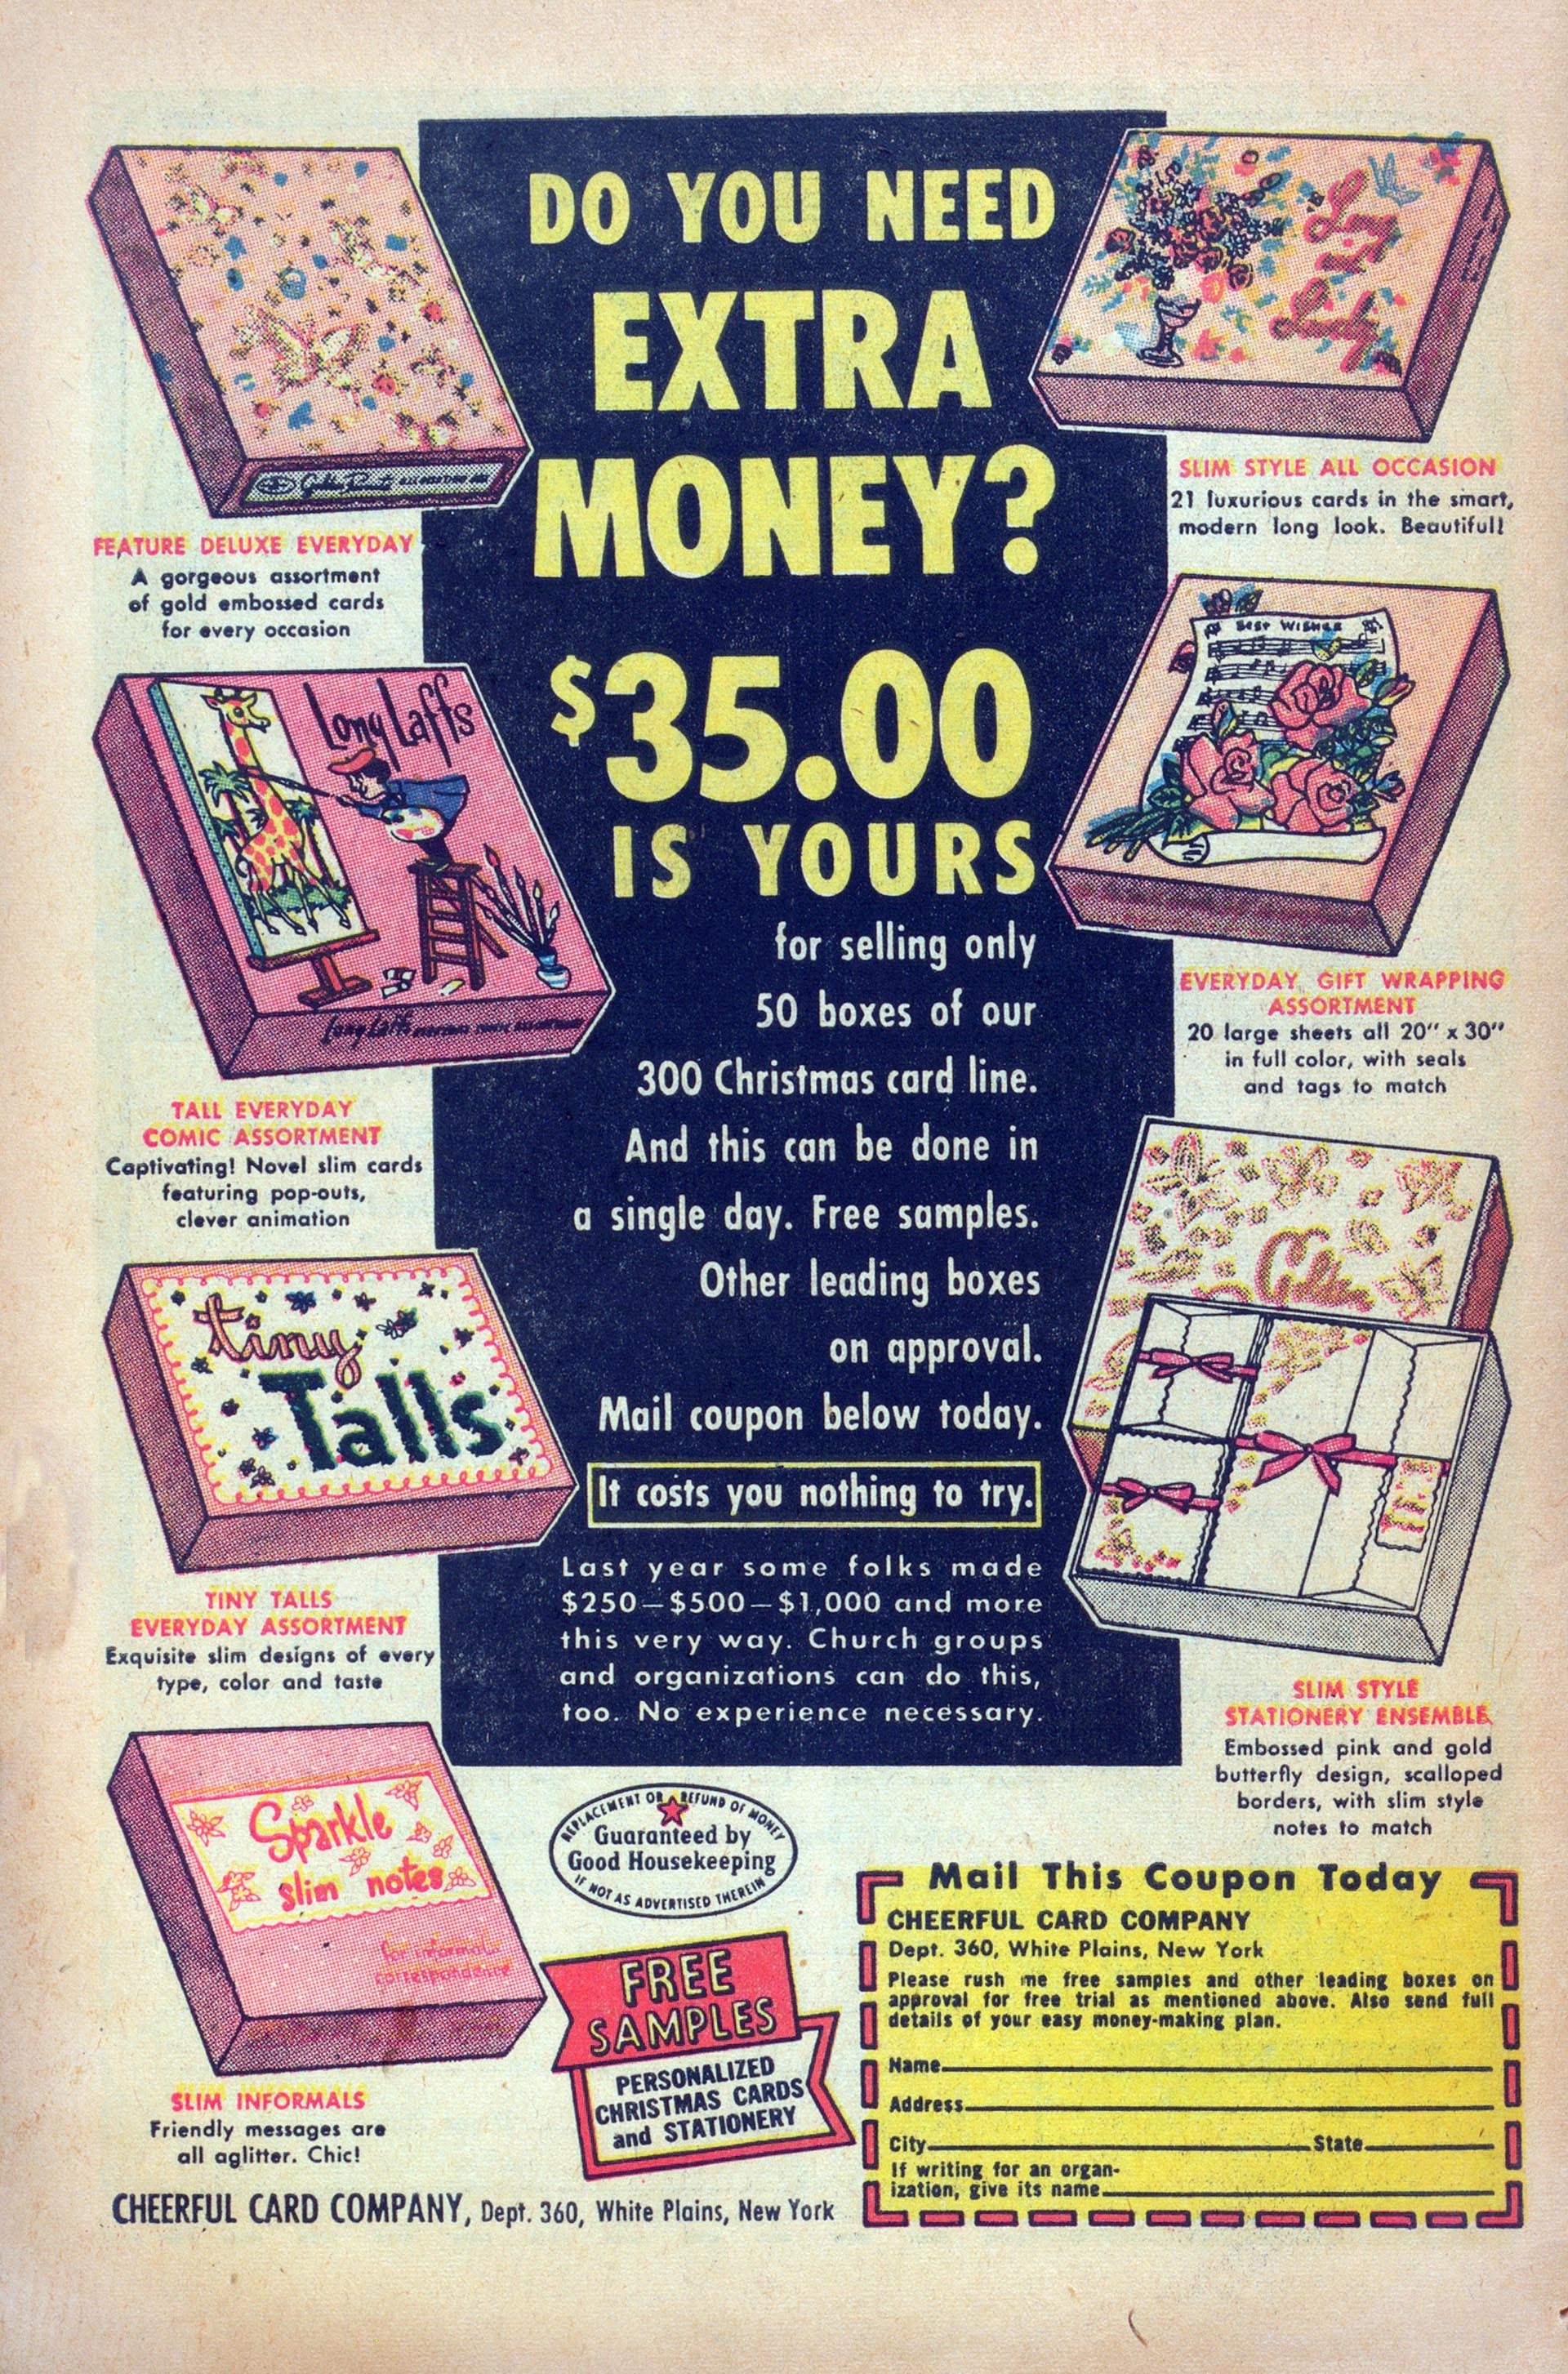 DO YOU NEED
EXTRA
MONEY?
$35.00
IS YOURS
for selling only
50 boxes of our
300 Christmas card line.
And this can be done in
a single day. Free samples.
Other leading boxes
on approval.
Mail coupon below today.
It costs you nothing to try.
Last year some folks made
$250—$500—$1,000 and more
this very way. Church groups
and organizations can do this,
too. No experience necessary.
FEATURE DELUXE EVERYDAY
A gorgeous assortment
of gold embossed cards
for every occasion
Long Laffs
Long Laffs
TALL EVERYDAY
COMIC ASSORTMENT
Captivating! Novel slim cards
featuring pop-outs,
clever animation
tiny
Talls
TINY TALLS
EVERYDAY ASSORTMENT
Exquisite slim designs of every
type, color and taste
Sparkle
slim notes
for informal
correspondence
SLIM INFORMALS
Friendly messages are
all aglitter. Chic!
SLIM STYLE ALL OCCASION
21 luxurious cards in the smart,
modern long look. Beautiful!
BEST WISHES
EVERYDAY GIFT WRAPPING
ASSORTMENT
20 large sheets all 20" x 30"
in full color, with seals
and tags to match
SLIM STYLE
STATIONERY ENSEMBLE
Embossed pink and gold
butterfly design, scalloped
borders, with slim style
notes to match
REPLACEMENT OR REFUND OF MONEY
Guaranteed by
Good Housekeeping
IF NOT AS ADVERTISED THEREIN
FREE
SAMPLES
PERSONALIZED
CHRISTMAS CARDS
and STATIONERY
CHEERFUL CARD COMPANY, Dept. 360, White Plains, New York
Mail This Coupon Today
CHEERFUL CARD COMPANY
Dept. 360, White Plains, New York
Please rush me free samples and other leading boxes on
approval for free trial as mentioned above. Also send full
details of your easy money-making plan.
Name
Address
City State
If writing for an organ-
ization, give its name